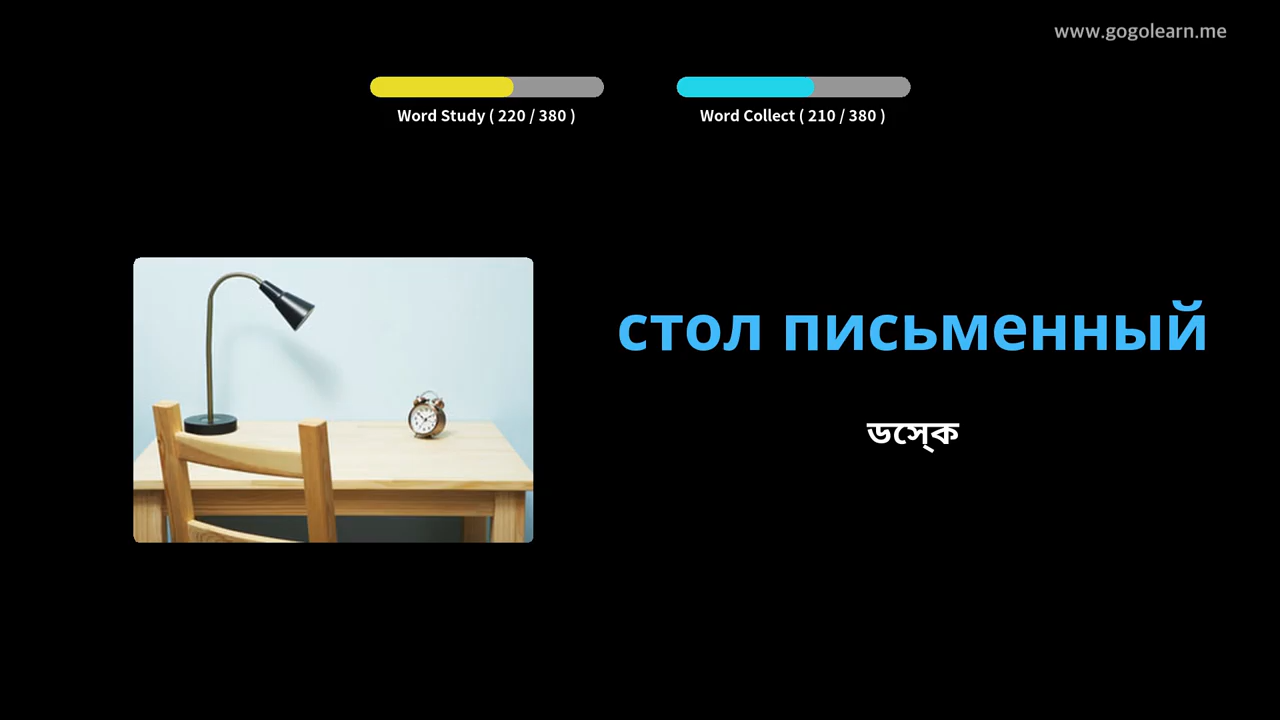 www.gogolearn.me
Word Study ( 220 / 380 )
Word Collect ( 210 / 380 )
стол письменный
ডেস্ক